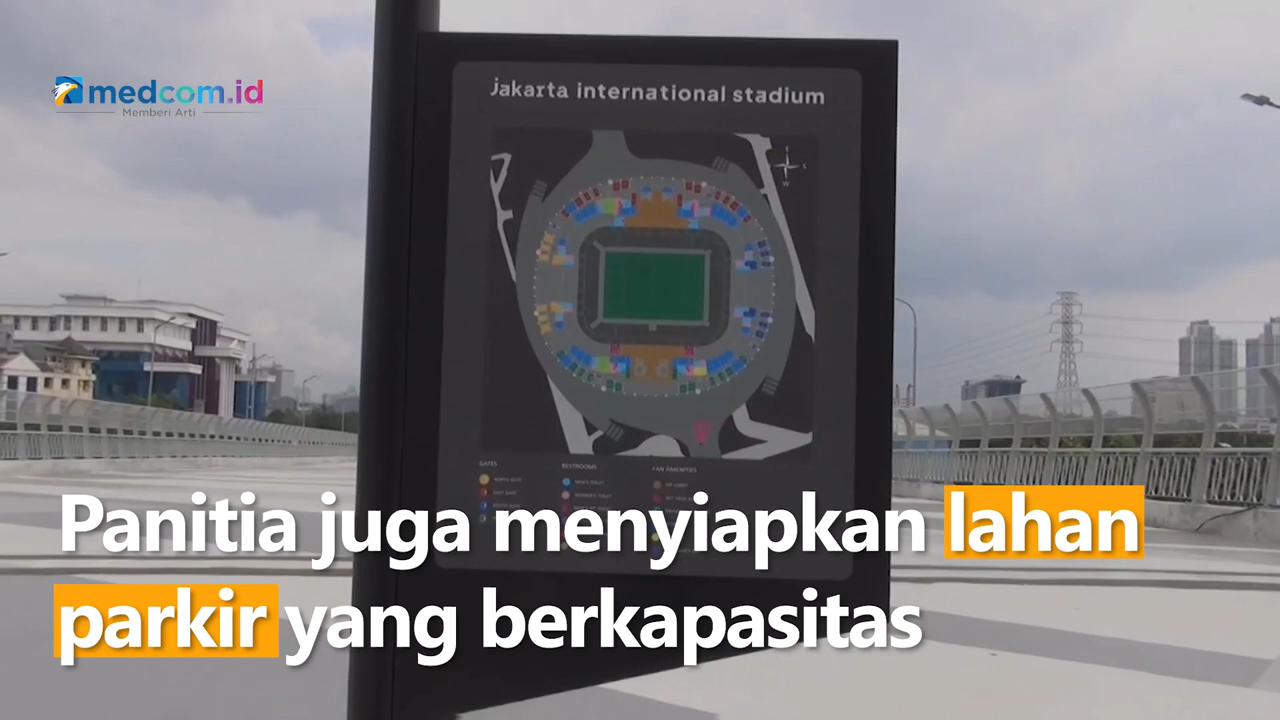 medcom.id
Memberi Arti
jakarta international stadium
W
GATES
RESTROOMS
FAN AMENITIES
Panitia juga menyiapkan lahan
parkir yang berkapasitas